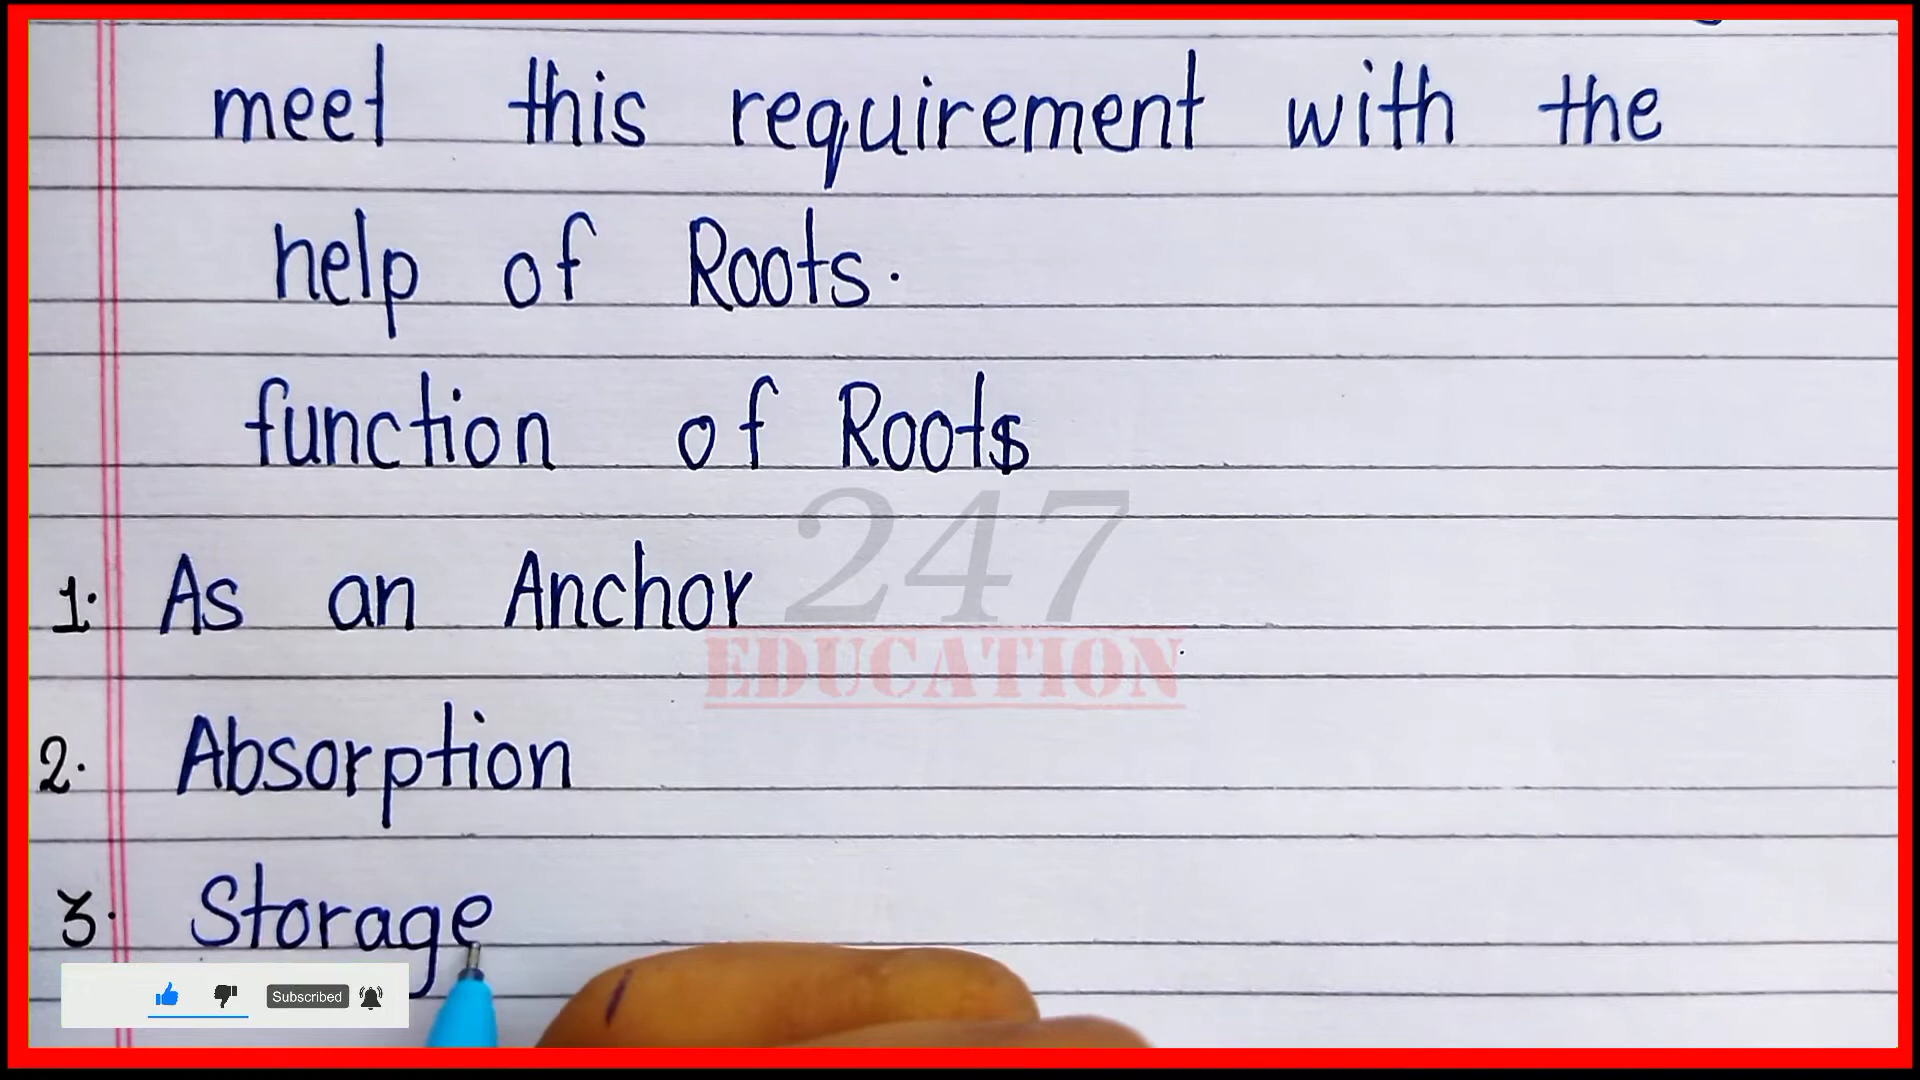 meet this requirement with the
help of Roots.
function of Roots
247
EDUCATION
1. As an Anchor
2. Absorption
3. Storage
Subscribed